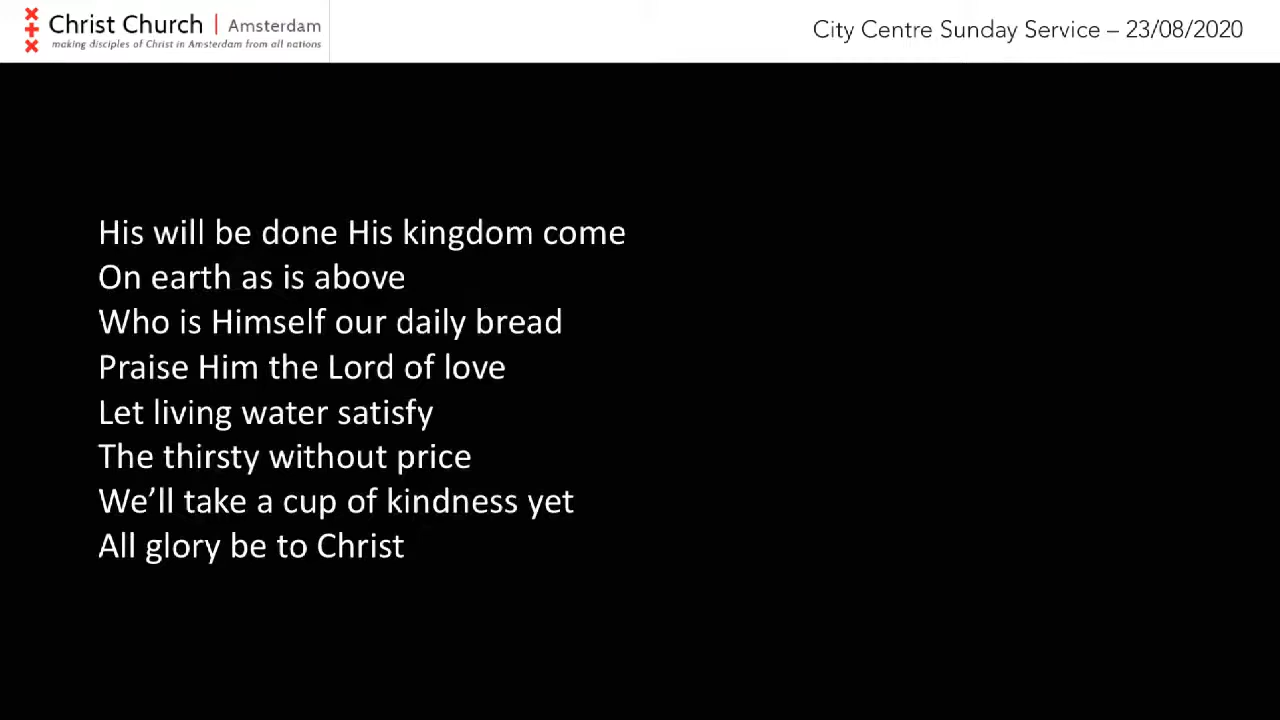 Christ Church | Amsterdam
making disciples of Christ in Amsterdam from all nations
City Centre Sunday Service – 23/08/2020
His will be done His kingdom come
On earth as is above
Who is Himself our daily bread
Praise Him the Lord of love
Let living water satisfy
The thirsty without price
We’ll take a cup of kindness yet
All glory be to Christ